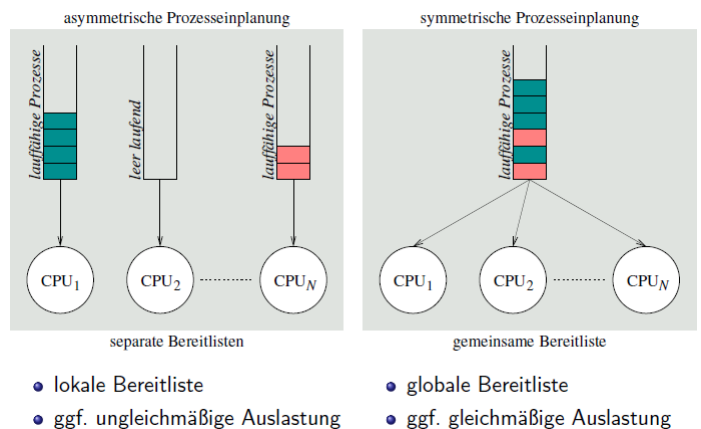 asymmetrische Prozesseinplanung
lauffähige Prozesse
leer laufend
lauffähige Prozesse
CPU1
CPU2
CPUN
separate Bereitlisten
lokale Bereitliste
ggf. ungleichmäßige Auslastung
symmetrische Prozesseinplanung
lauffähige Prozesse
CPU1
CPU2
CPUN
gemeinsame Bereitliste
globale Bereitliste
ggf. gleichmäßige Auslastung